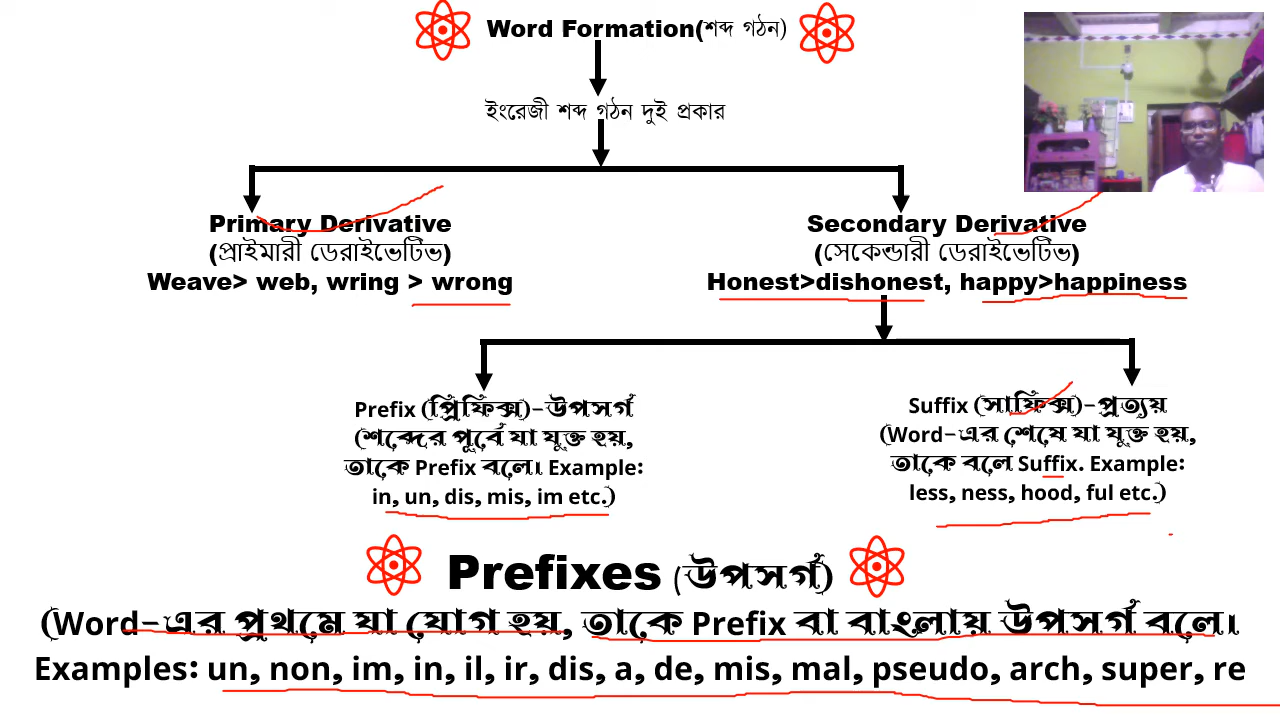 Word Formation(শব্দ গঠন)
ইংরেজী শব্দ গঠন দুই প্রকার
Primary Derivative
(প্রাইমারী ডেরাইভেটিভ)
Weave> web, wring > wrong
Secondary Derivative
(সেকেন্ডারী ডেরাইভেটিভ)
Honest>dishonest, happy>happiness
Prefix (প্রিফিক্স)-উপসর্গ
(শব্দের পূর্বে যা যুক্ত হয়,
তাকে Prefix বলে। Example:
in, un, dis, mis, im etc.)
Suffix (সাফিক্স)-প্রত্যয়
(Word-এর শেষে যা যুক্ত হয়,
তাকে বলে Suffix. Example:
less, ness, hood, ful etc.)
Prefixes (উপসর্গ)
(Word-এর প্রথমে যা যোগ হয়, তাকে Prefix বা বাংলায় উপসর্গ বলে।
Examples: un, non, im, in, il, ir, dis, a, de, mis, mal, pseudo, arch, super, re